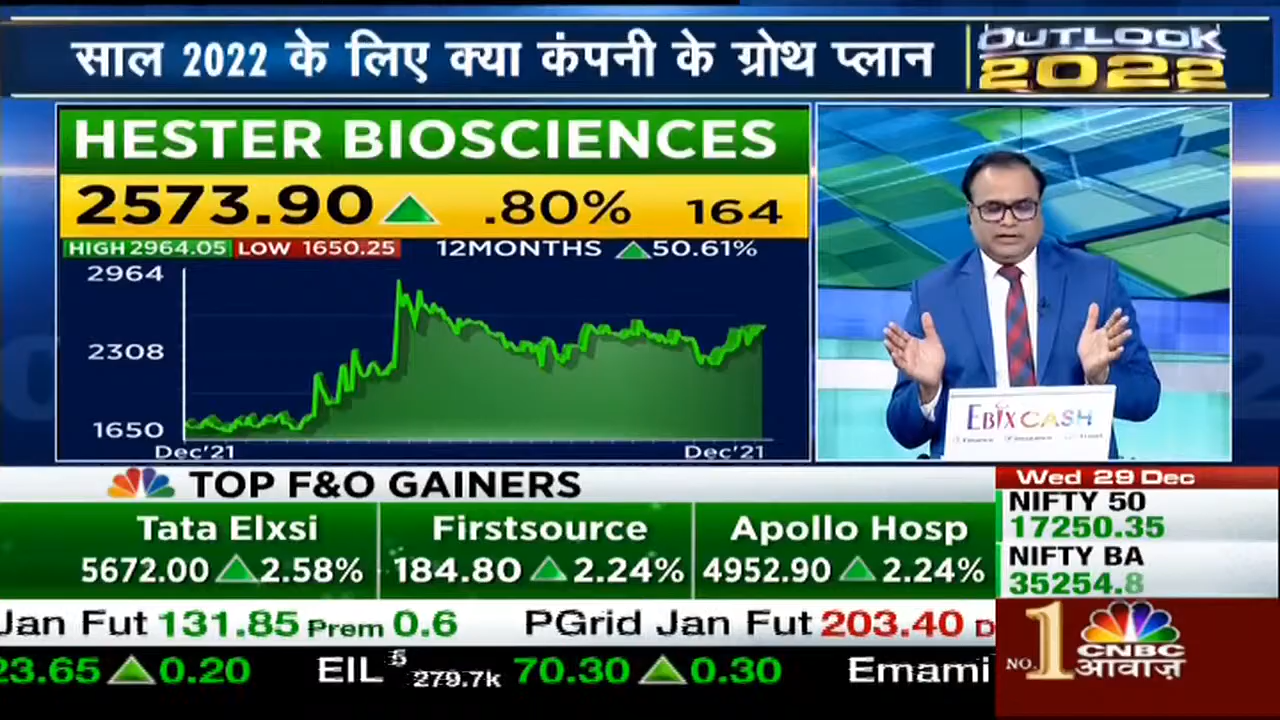 साल 2022 के लिए क्या कंपनी के ग्रोथ प्लान
OUTLOOK
2022
HESTER BIOSCIENCES
2573.90 ▲ .80% 164
HIGH 2964.05 LOW 1650.25 12MONTHS ▲ 50.61%
2964
2308
1650
Dec'21 Dec'21
EBIXCASH
TOP F&O GAINERS
Tata Elxsi
5672.00 ▲ 2.58%
Firstsource
184.80 ▲ 2.24%
Apollo Hosp
4952.90 ▲ 2.24%
Wed 29 Dec
NIFTY 50
17250.35
NIFTY BA
35254.8
Jan Fut 131.85 Prem 0.6 PGrid Jan Fut 203.40 D
23.65 ▲ 0.20 EIL 5 279.7k 70.30 ▲ 0.30 Emami
NO. 1
CNBC
आवाज़